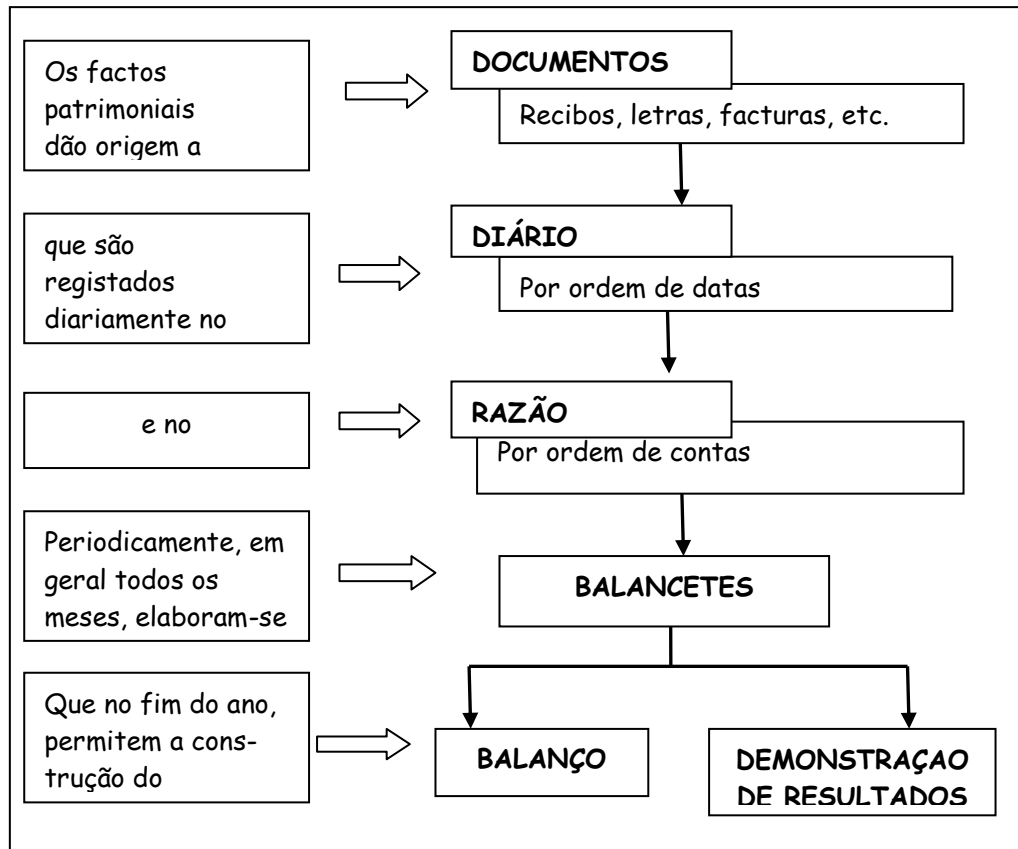 Os factos
patrimoniais
dão origem a
DOCUMENTOS
Recibos, letras, facturas, etc.
que são
registados
diariamente no
DIÁRIO
Por ordem de datas
e no
RAZÃO
Por ordem de contas
Periodicamente, em
geral todos os
meses, elaboram-se
BALANCETES
Que no fim do ano,
permitem a cons-
trução do
BALANÇO
DEMONSTRAÇAO
DE RESULTADOS